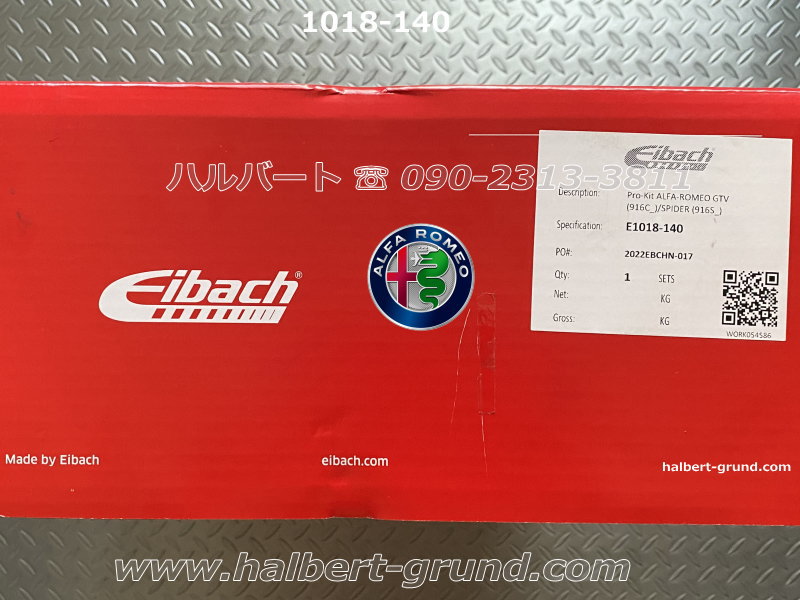 1018-140
ハルバート ☎ 090-2313-3811
Eibach
Description: Pro-Kit ALFA-ROMEO GTV
(916C_)/SPIDER (916S_)
Specification: E1018-140
PO#: 2022EBCHN-017
Qty: 1 SETS
Net: KG
Gross: KG
WORK054586
ALFA ROMEO
Eibach®
Made by Eibach
eibach.com
halbert-grund.com
www.halbert-grund.com